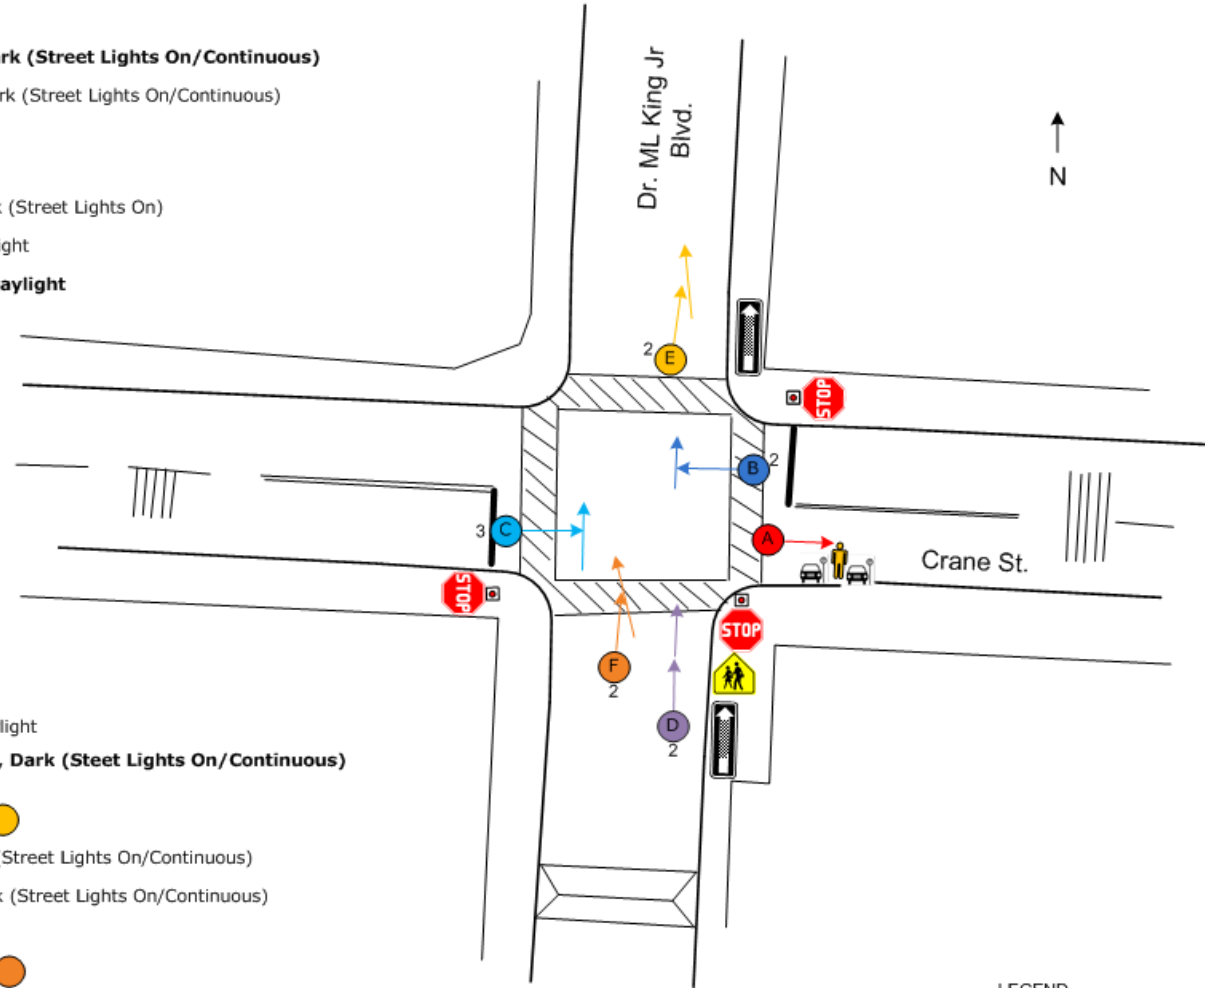 rk (Street Lights On/Continuous)
rk (Street Lights On/Continuous)
(Street Lights On)
ight
aylight
Dr. ML King Jr
Blvd.
N
2
E
STOP
B
2
3
C
A
Crane St.
STOP
STOP
F
2
D
2
light
, Dark (Steet Lights On/Continuous)
(Street Lights On/Continuous)
k (Street Lights On/Continuous)
LEGEND